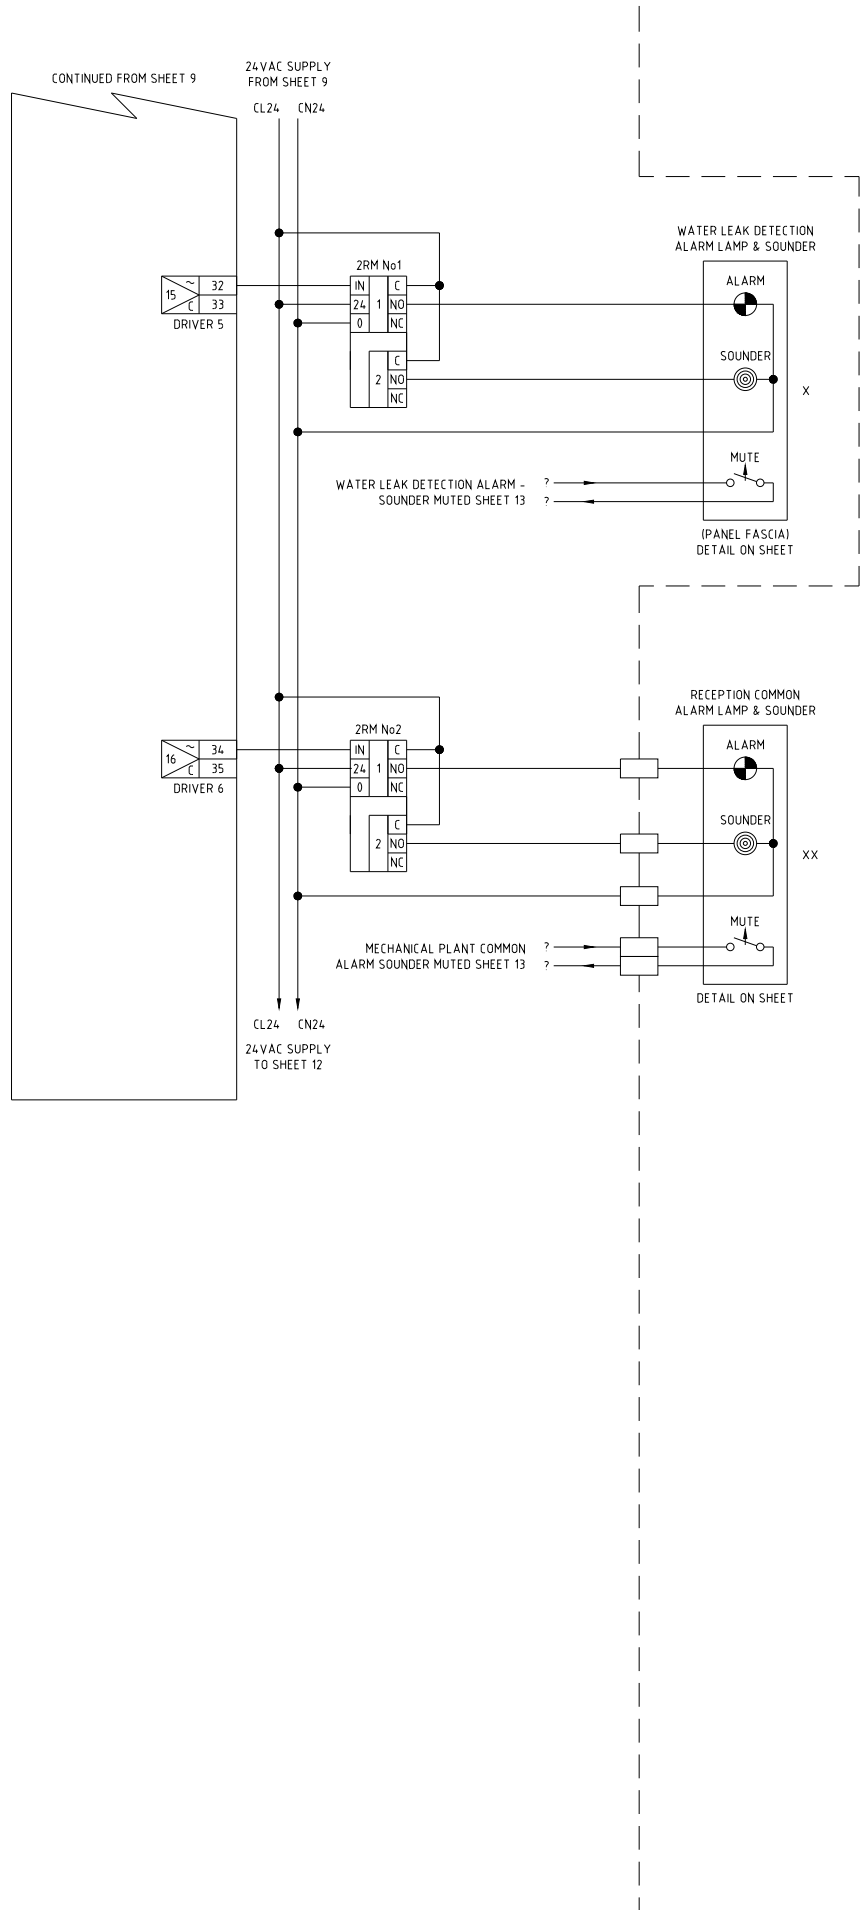 CONTINUED FROM SHEET 9
24VAC SUPPLY
FROM SHEET 9
CL24 CN24
WATER LEAK DETECTION
ALARM LAMP & SOUNDER
2RM No1
ALARM
15 ~ 32
C 33
DRIVER 5
IN C
24 1 NO
0 NC
C
2 NO
NC
SOUNDER
X
MUTE
WATER LEAK DETECTION ALARM -
SOUNDER MUTED SHEET 13
?
?
(PANEL FASCIA)
DETAIL ON SHEET
RECEPTION COMMON
ALARM LAMP & SOUNDER
2RM No2
ALARM
16 ~ 34
C 35
DRIVER 6
IN C
24 1 NO
0 NC
C
2 NO
NC
SOUNDER
XX
MUTE
MECHANICAL PLANT COMMON
ALARM SOUNDER MUTED SHEET 13
?
?
DETAIL ON SHEET
CL24 CN24
24VAC SUPPLY
TO SHEET 12